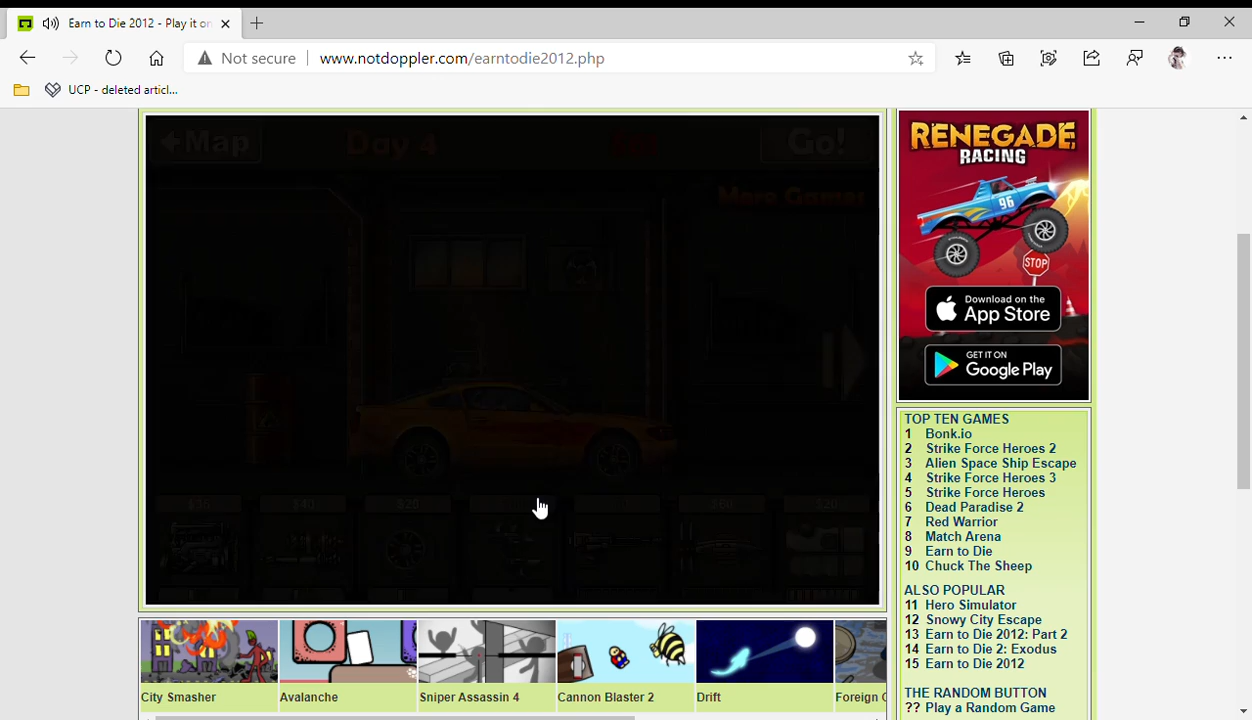 Earn to Die 2012 - Play it on
Not secure
www.notdoppler.com/earntodie2012.php
UCP - deleted articl...
Map
Day 4
Go!
More Games
$40
$20
RENEGADE
RACING
96
STOP
Download on the
App Store
GET IT ON
Google Play
TOP TEN GAMES
1 Bonk.io
2 Strike Force Heroes 2
3 Alien Space Ship Escape
4 Strike Force Heroes 3
5 Strike Force Heroes
6 Dead Paradise 2
7 Red Warrior
8 Match Arena
9 Earn to Die
10 Chuck The Sheep
ALSO POPULAR
11 Hero Simulator
12 Snowy City Escape
13 Earn to Die 2012: Part 2
14 Earn to Die 2: Exodus
15 Earn to Die 2012
THE RANDOM BUTTON
?? Play a Random Game
City Smasher
Avalanche
Sniper Assassin 4
Cannon Blaster 2
Drift
Foreign C